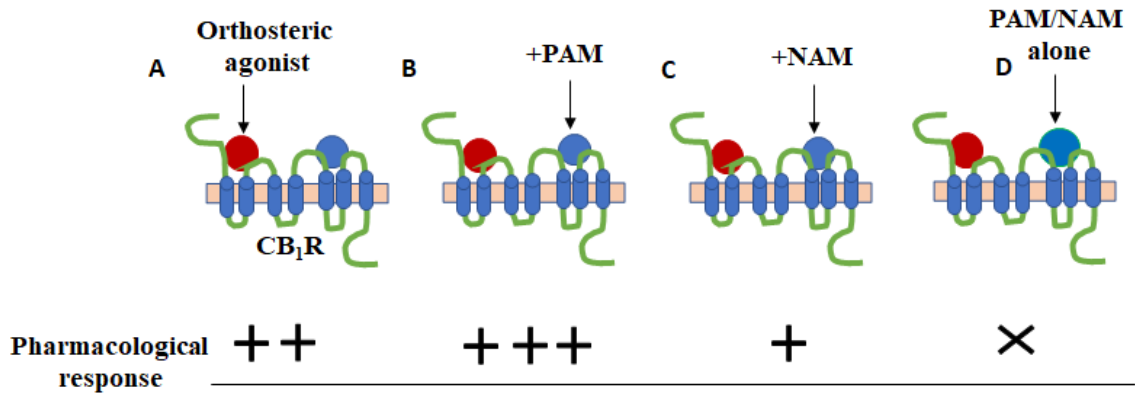 A
Orthosteric
agonist
B
+PAM
C
+NAM
D
PAM/NAM
alone
CB₁R
Pharmacological
response
+ +
+ + +
+
×